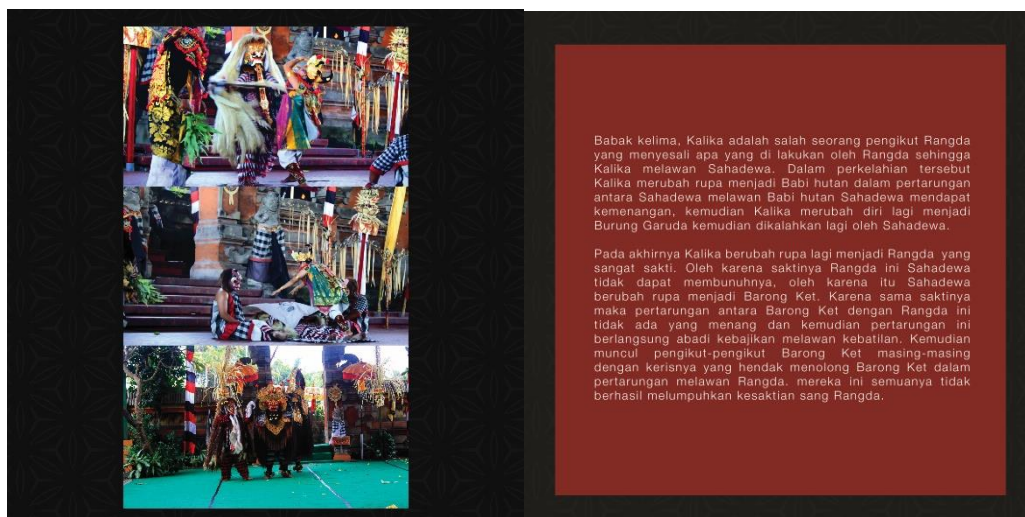 Babak kelima, Kalika adalah salah seorang pengikut Rangda
yang menyesali apa yang di lakukan oleh Rangda sehingga
Kalika melawan Sahadewa. Dalam perkelahian tersebut
Kalika merubah rupa menjadi Babi hutan dalam pertarungan
antara Sahadewa melawan Babi hutan Sahadewa mendapat
kemenangan, kemudian Kalika merubah diri lagi menjadi
Burung Garuda kemudian dikalahkan lagi oleh Sahadewa.
Pada akhirnya Kalika berubah rupa lagi menjadi Rangda yang
sangat sakti. Oleh karena saktinya Rangda ini Sahadewa
tidak dapat membunuhnya, oleh karena itu Sahadewa
berubah rupa menjadi Barong Ket. Karena sama saktinya
maka pertarungan antara Barong Ket dengan Rangda ini
tidak ada yang menang dan kemudian pertarungan ini
berlangsung abadi kebajikan melawan kebatilan. Kemudian
muncul pengikut-pengikut Barong Ket masing-masing
dengan kerisnya yang hendak menolong Barong Ket dalam
pertarungan melawan Rangda. mereka ini semuanya tidak
berhasil melumpuhkan kesaktian sang Rangda.